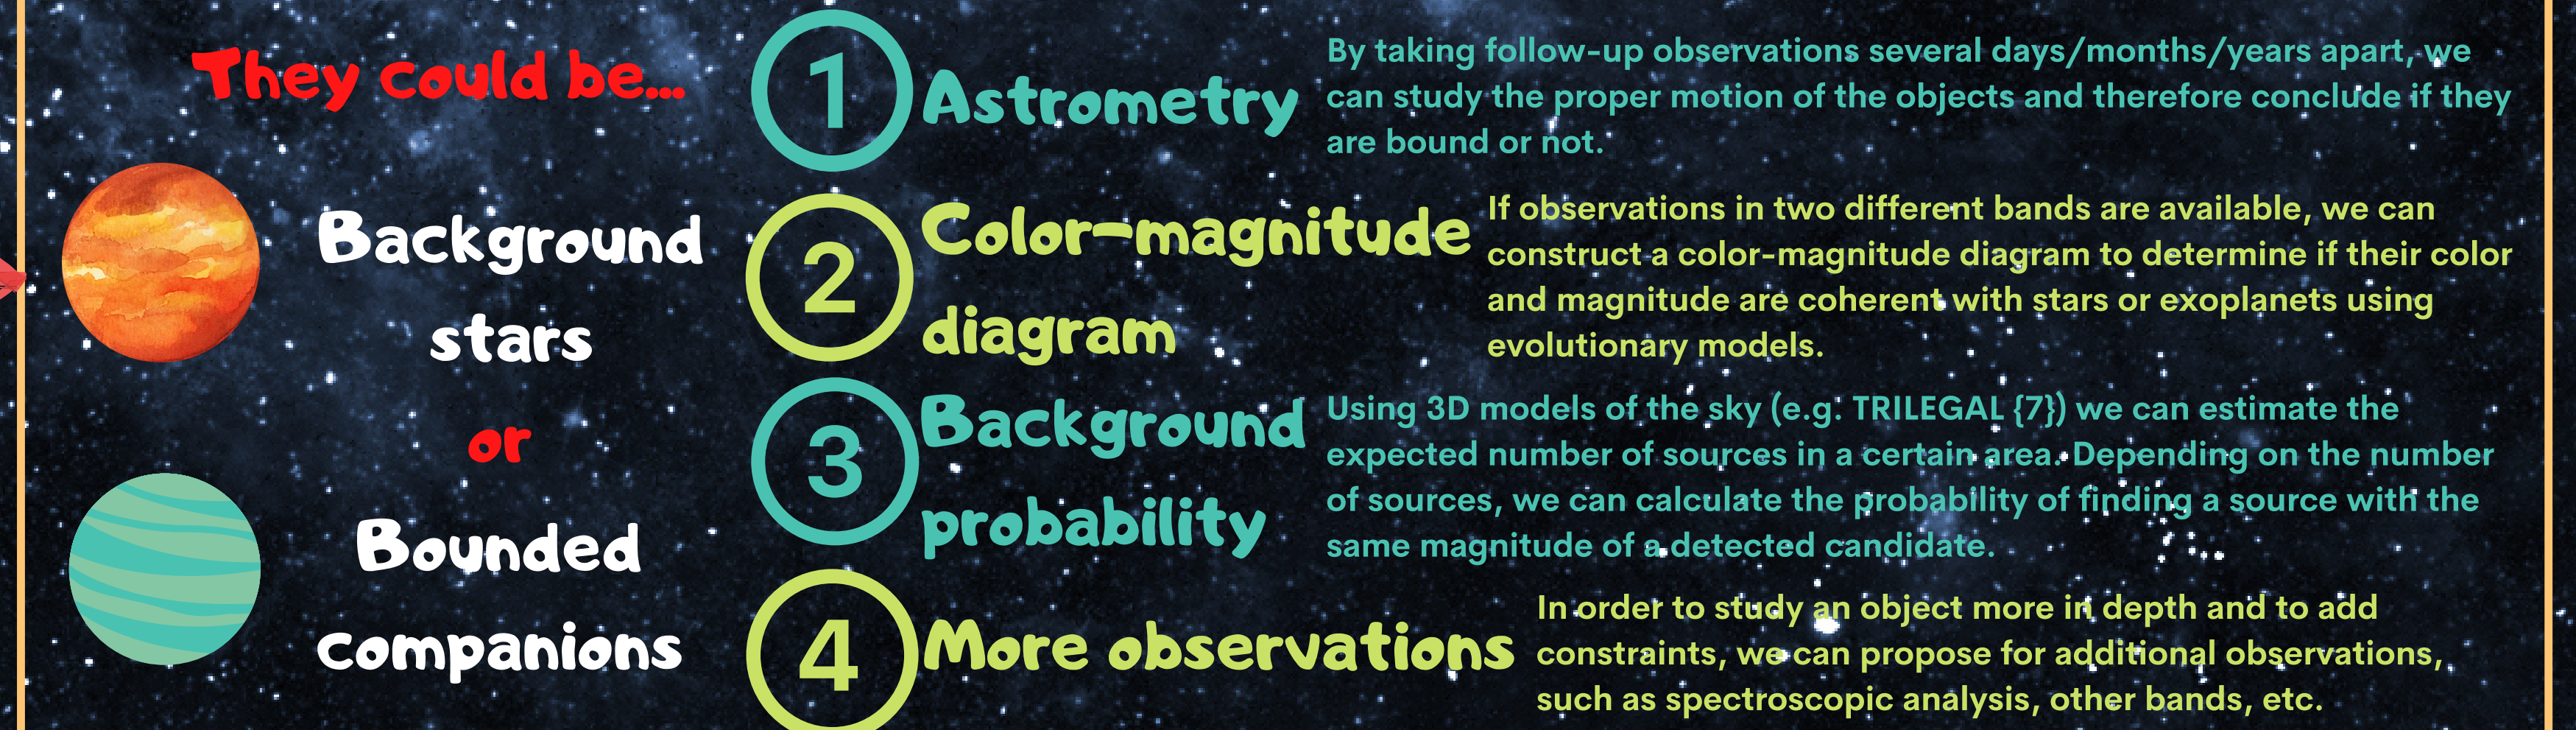 They could be...
Background
stars
or
Bounded
companions
1
Astrometry
By taking follow-up observations several days/months/years apart, we
can study the proper motion of the objects and therefore conclude if they
are bound or not.
2
Color-magnitude
diagram
If observations in two different bands are available, we can
construct a color-magnitude diagram to determine if their color
and magnitude are coherent with stars or exoplanets using
evolutionary models.
3
Background
probability
Using 3D models of the sky (e.g: TRILEGAL {7}) we can estimate the
expected number of sources in a certain area. Depending on the number
of sources, we can calculate the probability of finding a source with the
same magnitude of a detected candidate.
4
More observations
In order to study an object more in depth and to add
constraints, we can propose for additional observations,
such as spectroscopic analysis, other bands, etc.